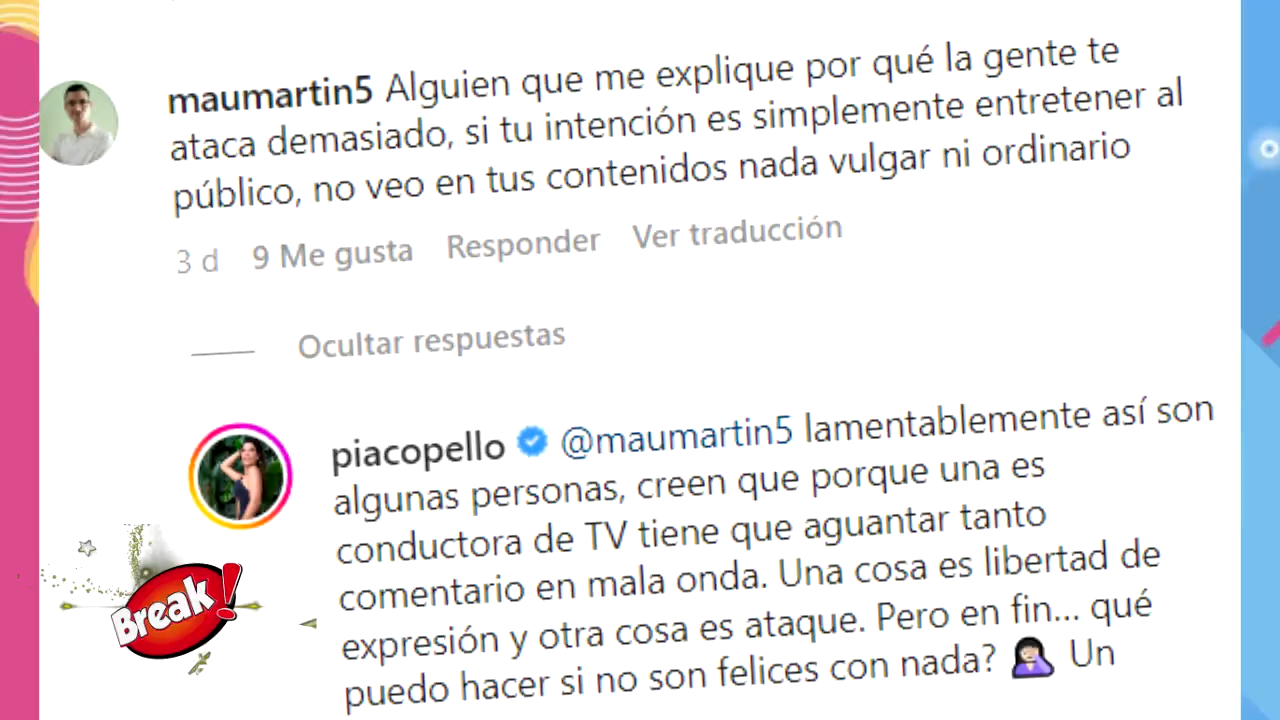 maumartin5 Alguien que me explique por qué la gente te
ataca demasiado, si tu intención es simplemente entretener al
público, no veo en tus contenidos nada vulgar ni ordinario
3 d 9 Me gusta Responder Ver traducción
Ocultar respuestas
piacopello @maumartin5 lamentablemente así son
algunas personas, creen que porque una es
conductora de TV tiene que aguantar tanto
comentario en mala onda. Una cosa es libertad de
expresión y otra cosa es ataque. Pero en fin... qué
puedo hacer si no son felices con nada? 🤦🏻‍♀️ Un
Break!